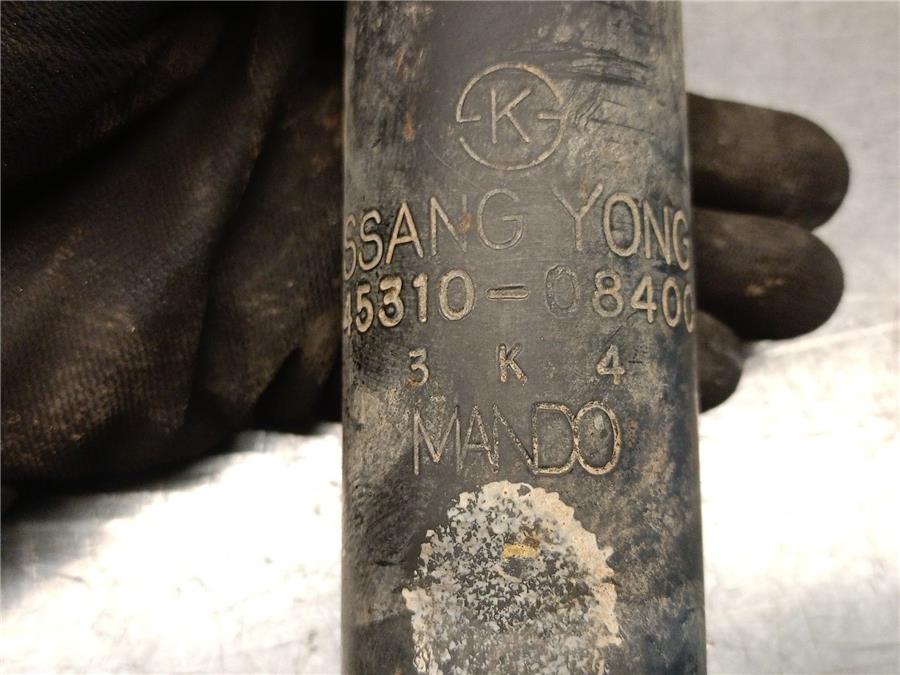 K
SSANG YONG
45310-08400
3 K 4
MANDO